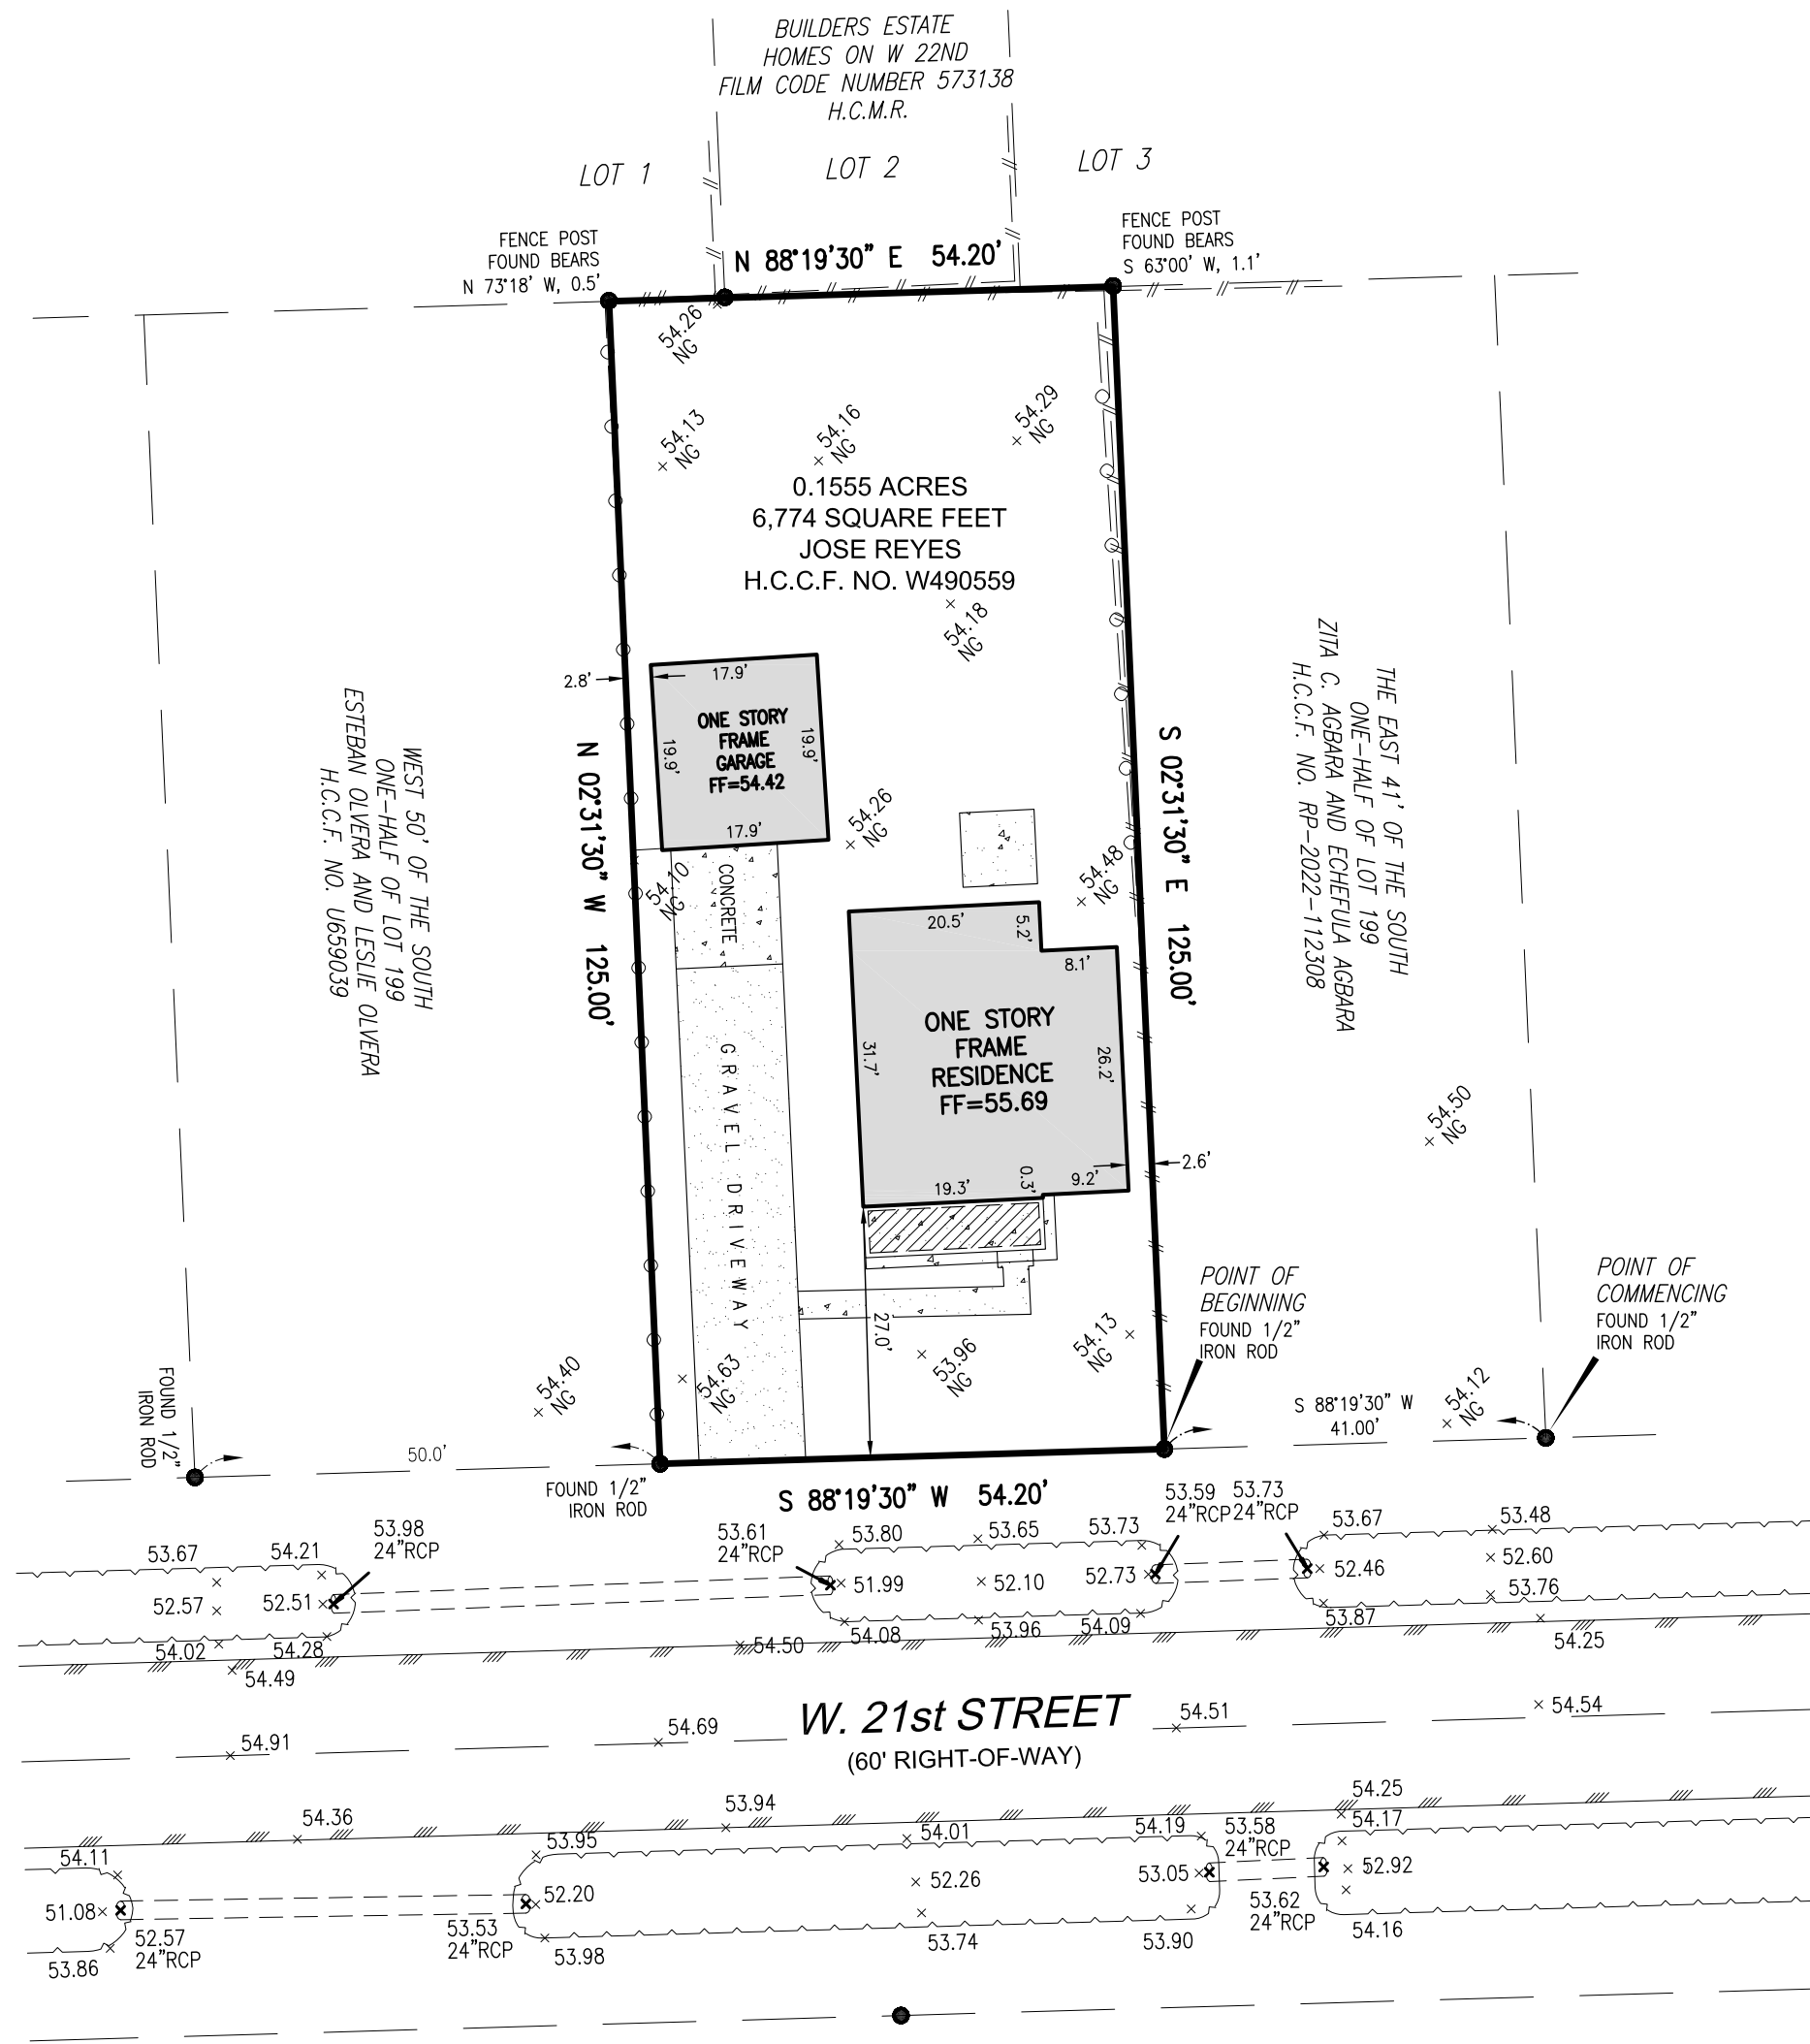 BUILDERS ESTATE
HOMES ON W 22ND
FILM CODE NUMBER 573138
H.C.M.R.
LOT 1
LOT 2
LOT 3
FENCE POST
FOUND BEARS
N 73°18' W, 0.5'
N 88°19'30" E 54.20'
FENCE POST
FOUND BEARS
S 63°00' W, 1.1'
54.26
NG
54.13
NG
54.16
NG
54.29
NG
0.1555 ACRES
6,774 SQUARE FEET
JOSE REYES
H.C.C.F. NO. W490559
54.18
NG
2.8'
17.9'
19.9'
ONE STORY
FRAME
GARAGE
FF=54.42
19.9'
17.9'
N 02°31'30" W 125.00'
S 02°31'30" E 125.00'
WEST 50' OF THE SOUTH
ONE-HALF OF LOT 199
ESTEBAN OLVERA AND LESLIE OLVERA
H.C.C.F. NO. U659039
THE EAST 41' OF THE SOUTH
ONE-HALF OF LOT 199
ZITA C. AGBARA AND ECHEFULA AGBARA
H.C.C.F. NO. RP-2022-112308
54.26
NG
54.10
NG
CONCRETE
54.48
NG
20.5'
5.2'
8.1'
31.7'
ONE STORY
FRAME
RESIDENCE
FF=55.69
26.2'
GRAVEL DRIVEWAY
19.3'
0.3'
9.2'
2.6'
54.50
NG
27.0'
54.40
NG
54.63
NG
53.96
NG
54.13
NG
POINT OF
BEGINNING
FOUND 1/2"
IRON ROD
POINT OF
COMMENCING
FOUND 1/2"
IRON ROD
54.12
NG
S 88°19'30" W
41.00'
FOUND 1/2"
IRON ROD
50.0'
FOUND 1/2"
IRON ROD
S 88°19'30" W 54.20'
53.67
54.21
53.98
24"RCP
53.61
24"RCP
53.80
53.65
53.73
53.59
24"RCP
53.73
24"RCP
53.67
53.48
52.57
52.51
51.99
52.10
52.73
52.46
52.60
53.76
54.02
54.28
54.08
53.96
54.09
53.87
54.49
54.50
54.25
W. 21st STREET
(60' RIGHT-OF-WAY)
54.91
54.69
54.51
54.54
54.36
53.94
54.25
54.11
53.95
54.01
54.19
53.58
24"RCP
54.17
51.08
52.20
52.26
53.05
52.92
52.57
24"RCP
53.53
24"RCP
53.62
24"RCP
53.86
53.98
53.74
53.90
54.16